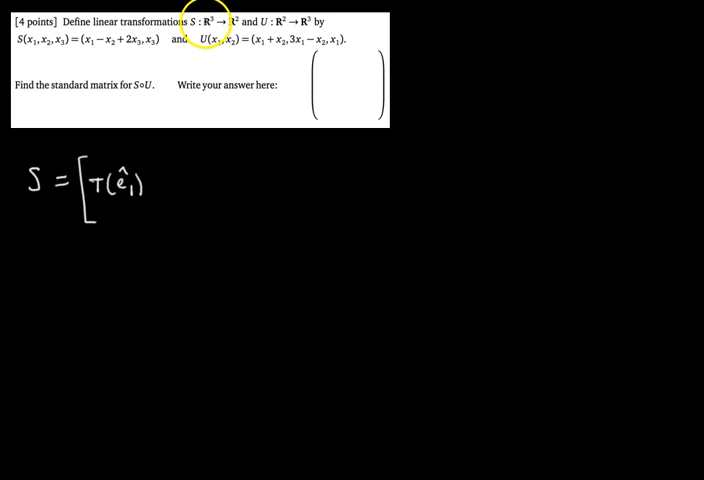 [4 points] Define linear transformations S : R³ → R² and U : R² → R³ by
S(x₁, x₂, x₃) = (x₁ − x₂ + 2x₃, x₃) and U(x₁, x₂) = (x₁ + x₂, 3x₁ − x₂, x₁).
Find the standard matrix for S∘U. Write your answer here:
S = [T(ê₁)